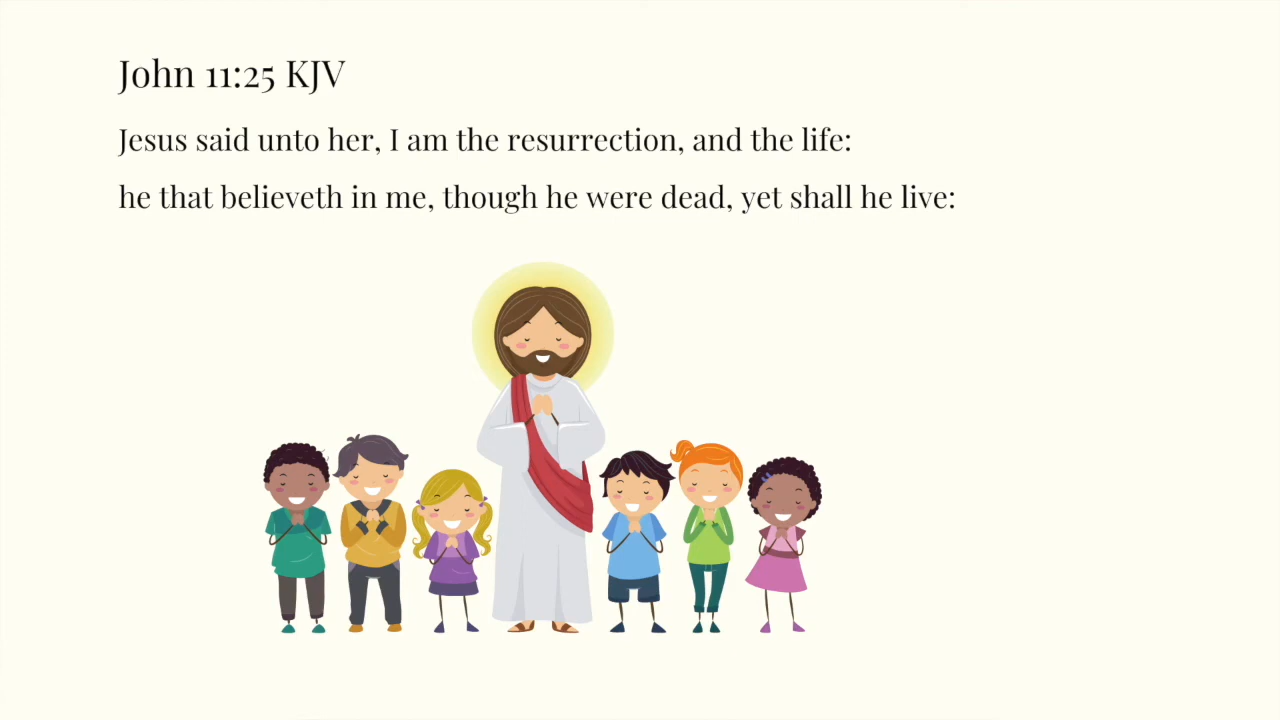 John 11:25 KJV
Jesus said unto her, I am the resurrection, and the life:
he that believeth in me, though he were dead, yet shall he live: